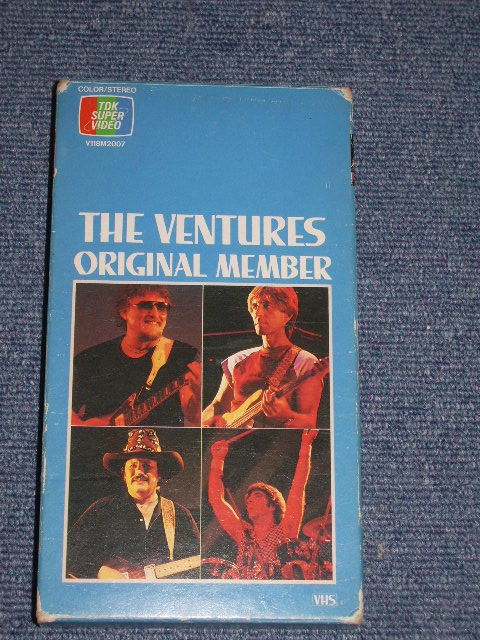 COLOR/STEREO
TDK
SUPER
VIDEO
V118M2007
THE VENTURES
ORIGINAL MEMBER
VHS